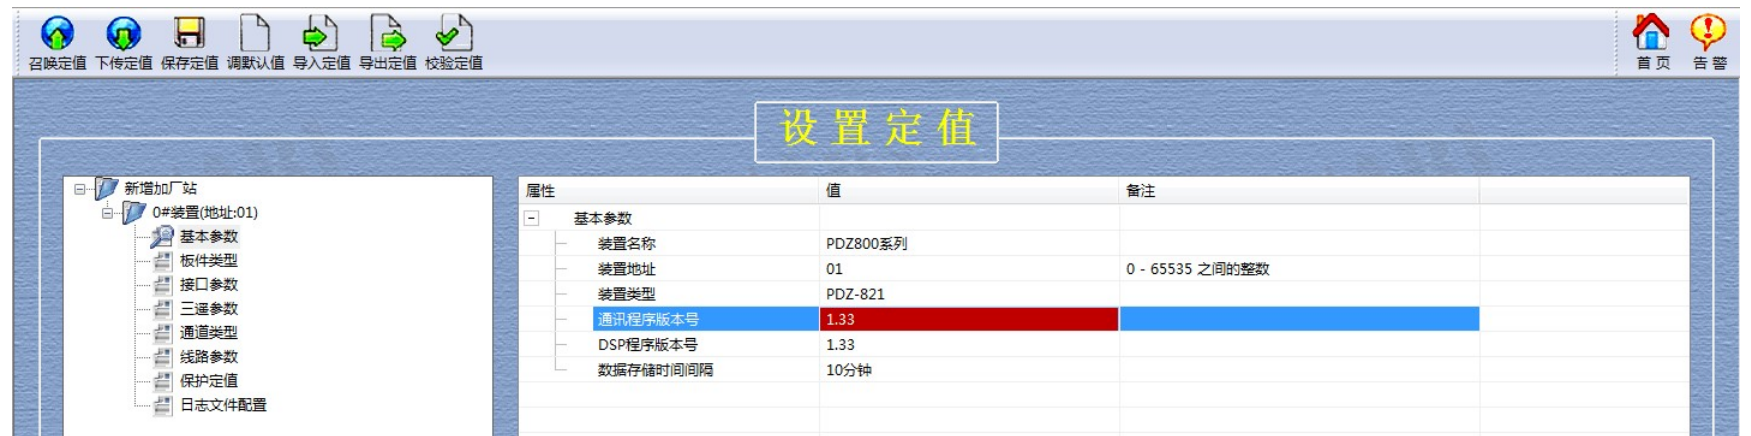 召唤定值 下传定值 保存定值 调默认值 导入定值 导出定值 校验定值 首页 告警
设置定值
新增加厂站
0#装置(地址:01)
基本参数
板件类型
接口参数
三遥参数
通道类型
线路参数
保护定值
日志文件配置
属性 值 备注
基本参数
装置名称 PDZ800系列
装置地址 01 0 - 65535 之间的整数
装置类型 PDZ-821
通讯程序版本号 1.33
DSP程序版本号 1.33
数据存储时间间隔 10分钟